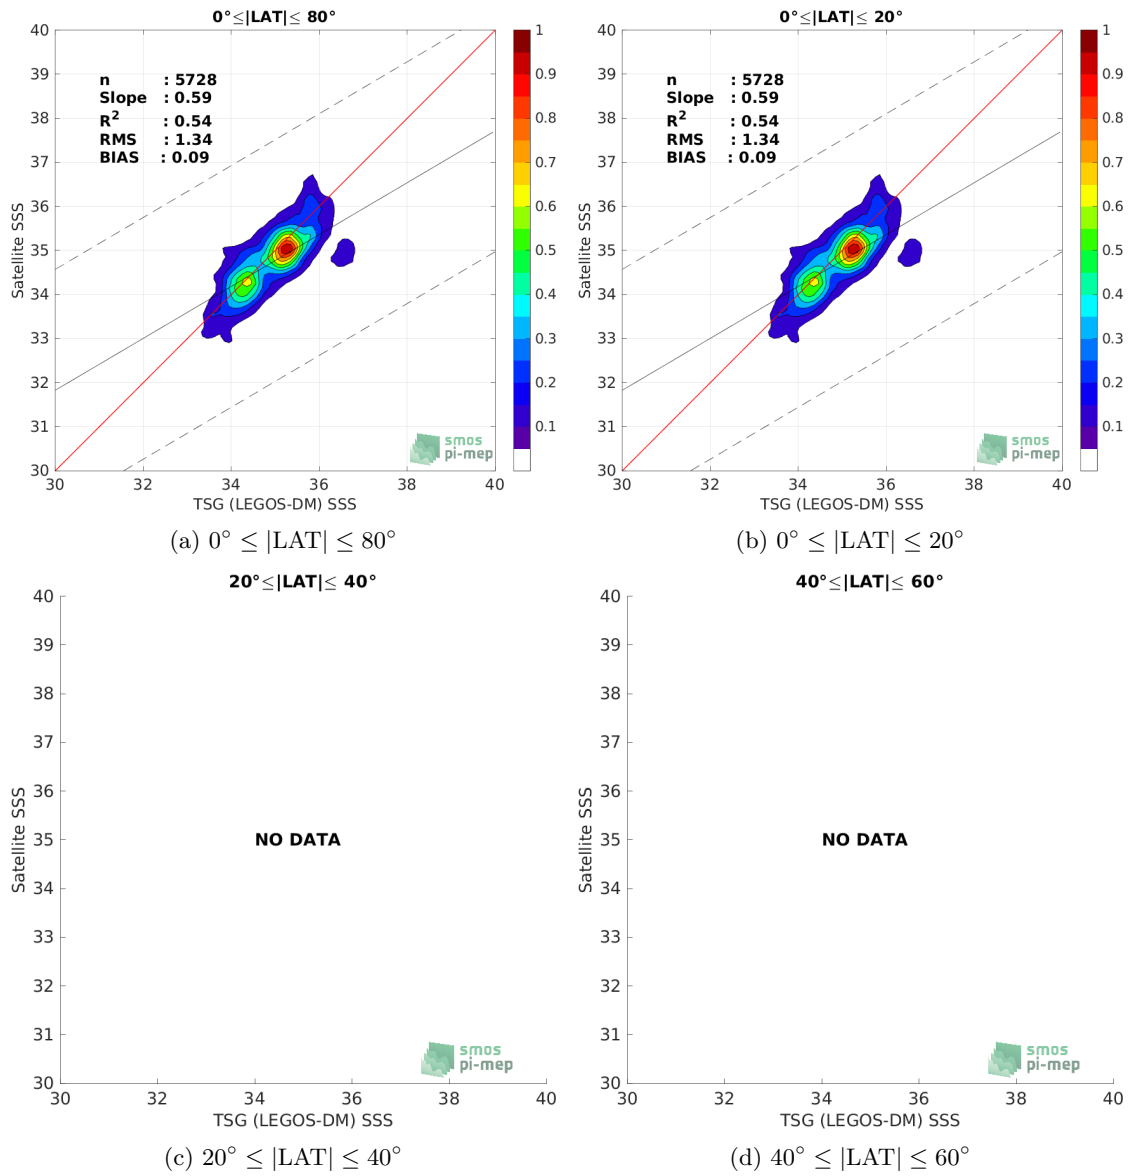 0°≤|LAT|≤ 80°
40
39
38
37
36
35
34
33
32
31
30
Satellite SSS
n : 5728
Slope : 0.59
R² : 0.54
RMS : 1.34
BIAS : 0.09
smos
pi-mep
30 32 34 36 38 40
TSG (LEGOS-DM) SSS
1
0.9
0.8
0.7
0.6
0.5
0.4
0.3
0.2
0.1
(a) 0° ≤ |LAT| ≤ 80°
0°≤|LAT|≤ 20°
40
39
38
37
36
35
34
33
32
31
30
Satellite SSS
n : 5728
Slope : 0.59
R² : 0.54
RMS : 1.34
BIAS : 0.09
smos
pi-mep
30 32 34 36 38 40
TSG (LEGOS-DM) SSS
1
0.9
0.8
0.7
0.6
0.5
0.4
0.3
0.2
0.1
(b) 0° ≤ |LAT| ≤ 20°
20°≤|LAT|≤ 40°
40
39
38
37
36
35
34
33
32
31
30
Satellite SSS
NO DATA
smos
pi-mep
30 32 34 36 38 40
TSG (LEGOS-DM) SSS
(c) 20° ≤ |LAT| ≤ 40°
40°≤|LAT|≤ 60°
40
39
38
37
36
35
34
33
32
31
30
Satellite SSS
NO DATA
smos
pi-mep
30 32 34 36 38 40
TSG (LEGOS-DM) SSS
(d) 40° ≤ |LAT| ≤ 60°